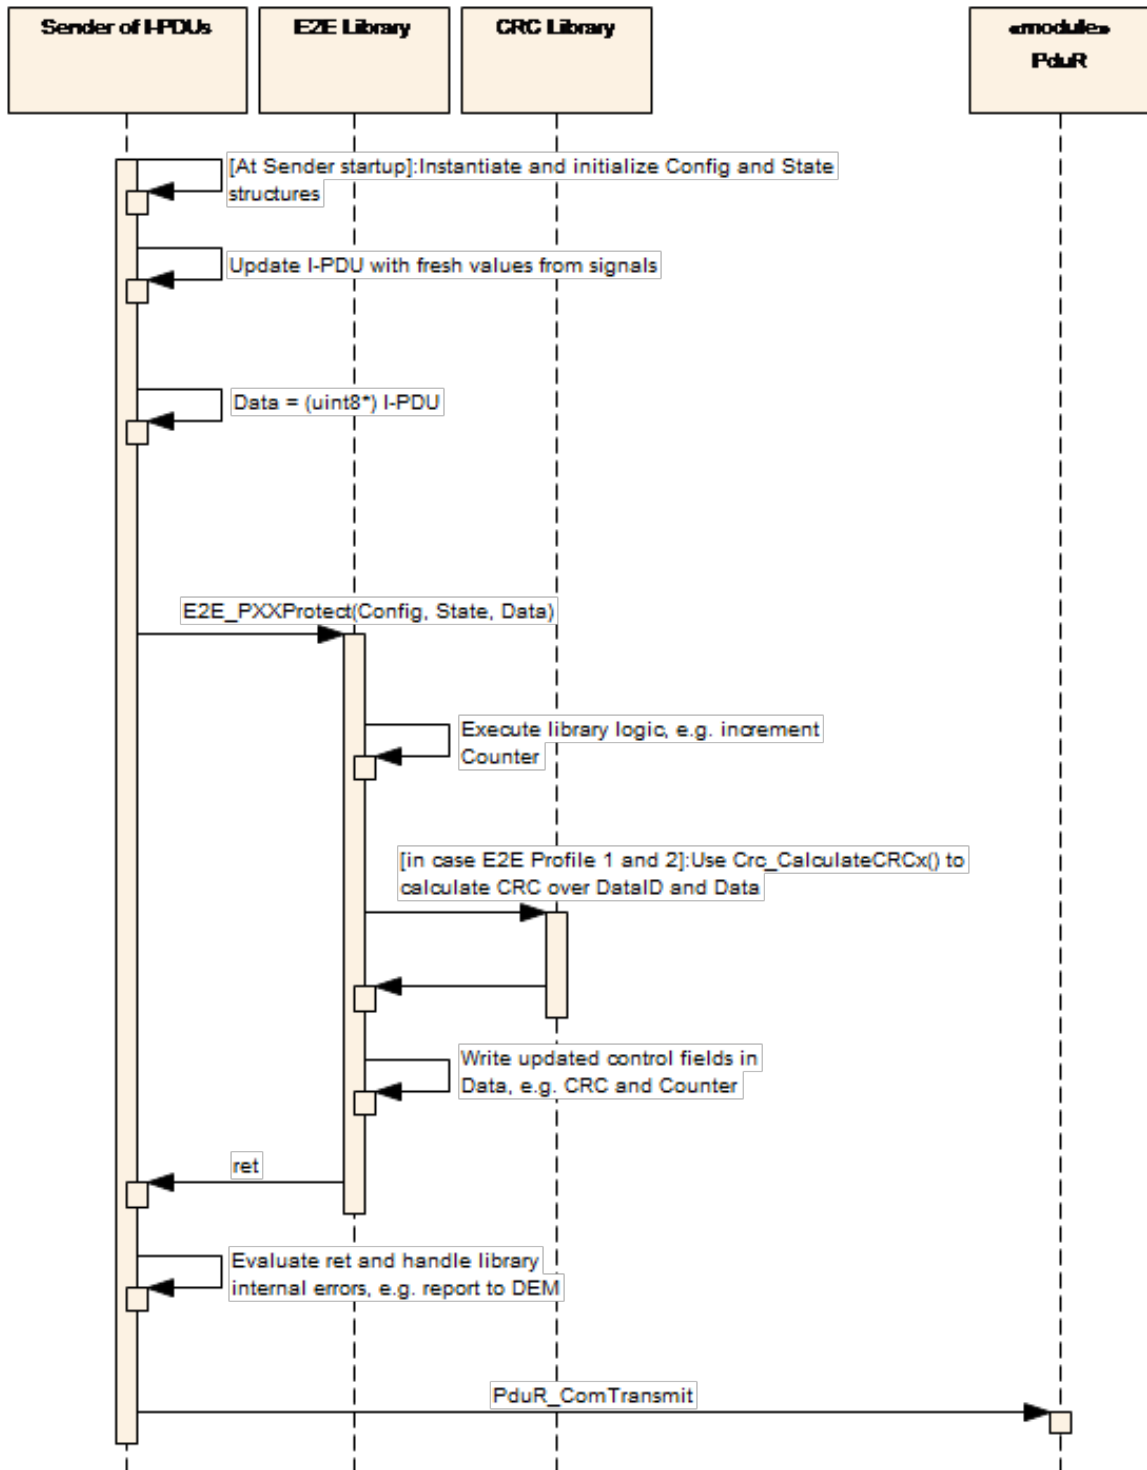 Sender of I-PDUs
E2E Library
CRC Library
«module»
PduR
[At Sender startup]:Instantiate and initialize Config and State
structures
Update I-PDU with fresh values from signals
Data = (uint8*) I-PDU
E2E_PXXProtect(Config, State, Data)
Execute library logic, e.g. increment
Counter
[in case E2E Profile 1 and 2]:Use Crc_CalculateCRCx() to
calculate CRC over DataID and Data
Write updated control fields in
Data, e.g. CRC and Counter
ret
Evaluate ret and handle library
internal errors, e.g. report to DEM
PduR_ComTransmit